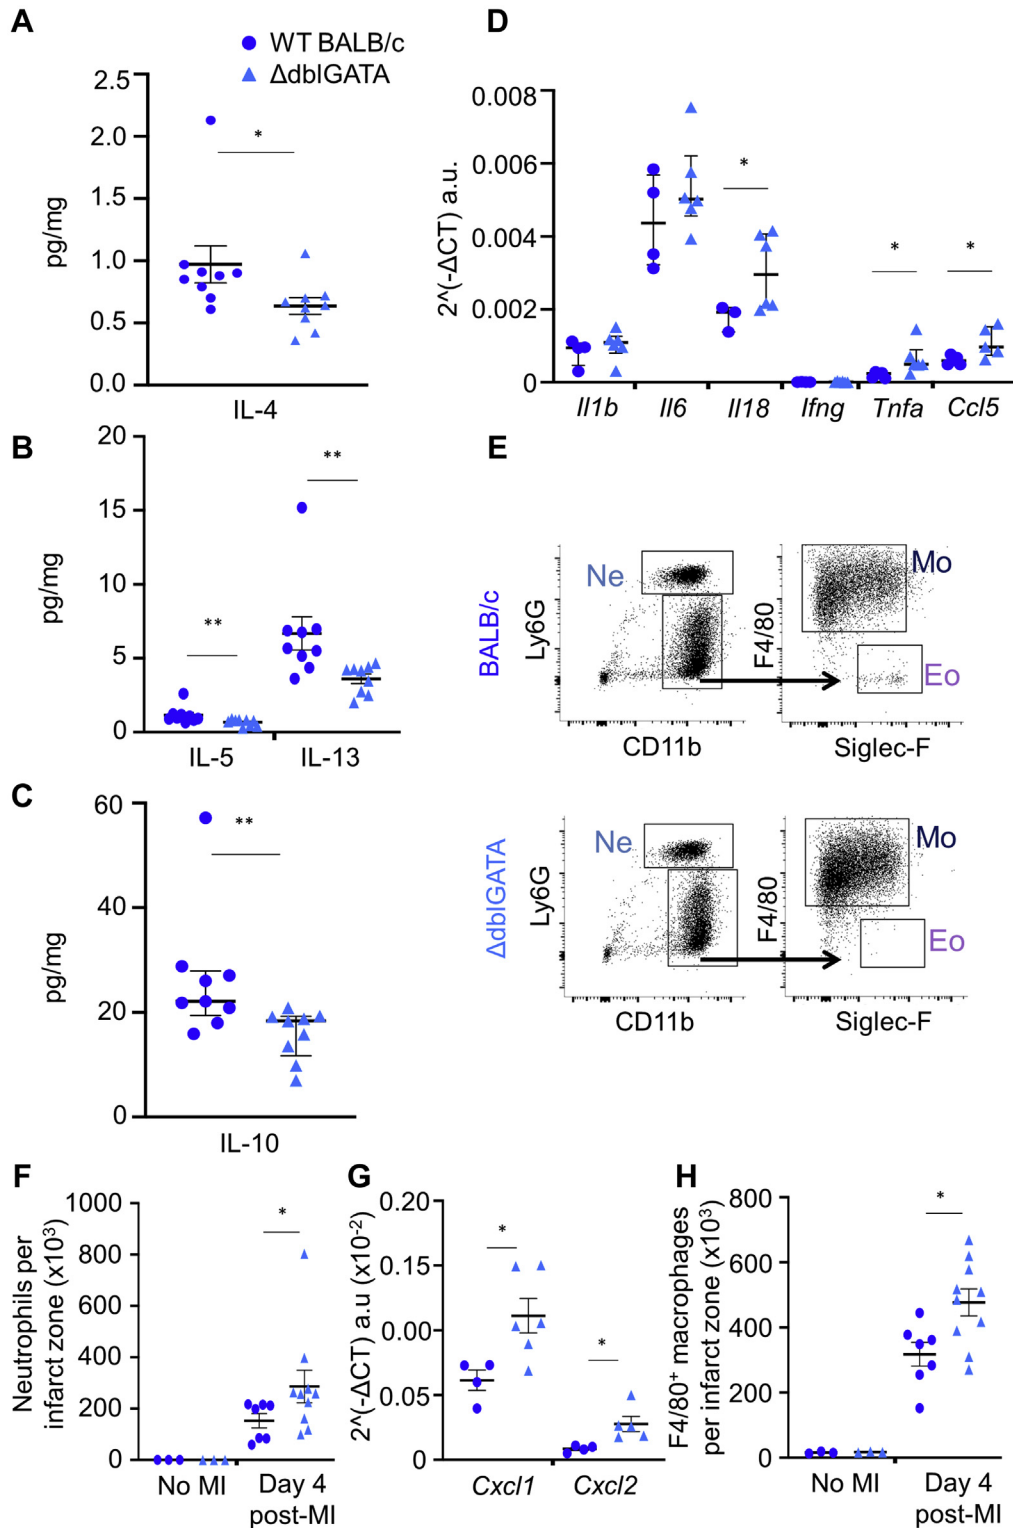 A
WT BALB/c
ΔdblGATA
2.5
2.0
1.5
1.0
0.5
0.0
pg/mg
*
IL-4
D
0.008
0.006
0.004
0.002
0
2^(-ΔCT) a.u.
*
*
*
Il1b
Il6
Il18
Ifng
Tnfa
Ccl5
B
20
15
10
5
0
pg/mg
**
**
IL-5
IL-13
E
BALB/c
Ne
Ly6G
CD11b
F4/80
Mo
Eo
Siglec-F
ΔdblGATA
Ne
Ly6G
CD11b
F4/80
Mo
Eo
Siglec-F
C
60
40
20
0
pg/mg
**
IL-10
F
1000
800
600
400
200
0
Neutrophils per
infarct zone (x10³)
*
No MI
Day 4
post-MI
G
0.20
0.15
0.00
0.05
0
2^(-ΔCT) a.u (x10⁻²)
*
*
Cxcl1
Cxcl2
H
800
600
400
200
0
F4/80⁺ macrophages
per infarct zone (x10³)
*
No MI
Day 4
post-MI